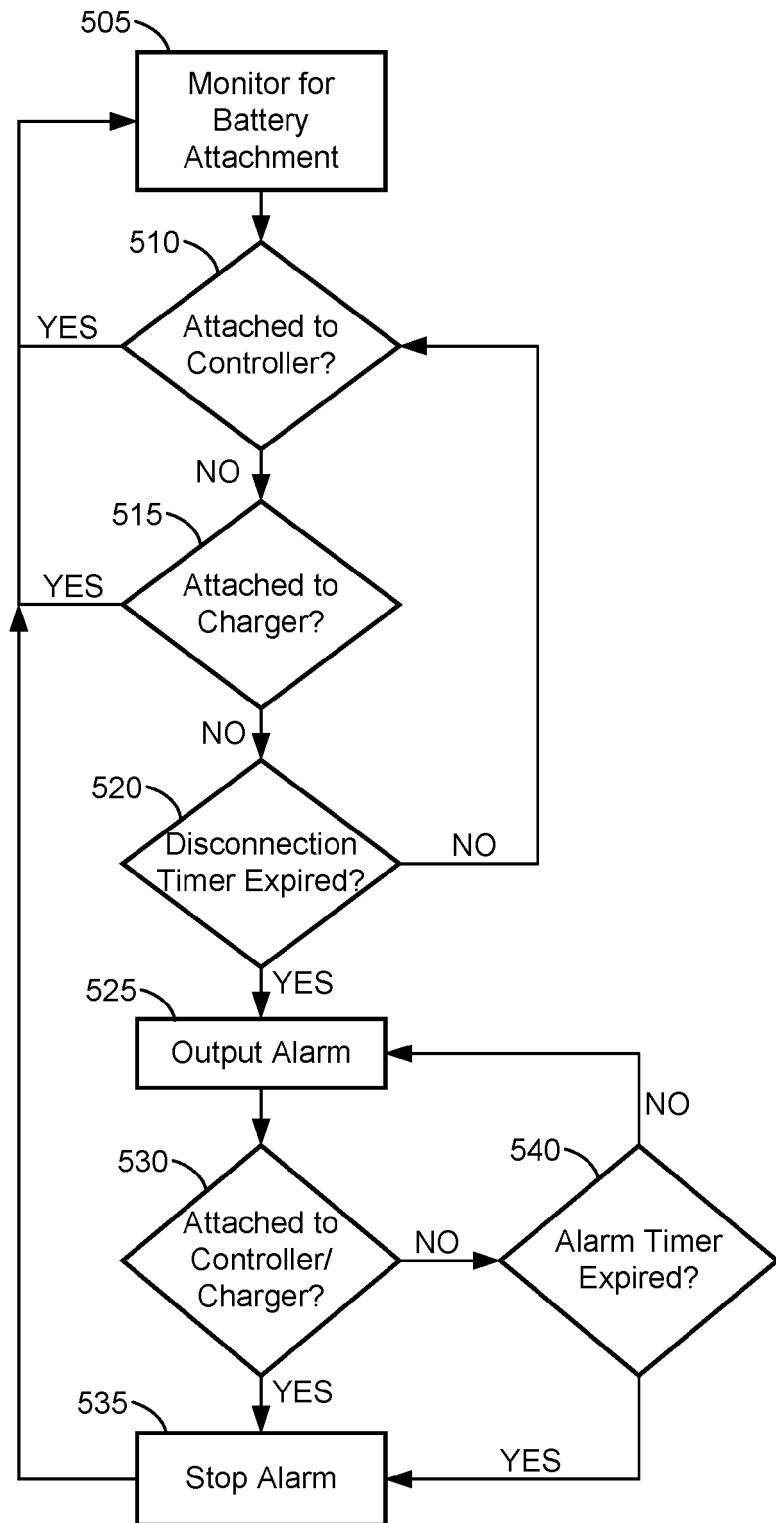 505
Monitor for
Battery
Attachment
510
YES
Attached to
Controller?
NO
515
YES
Attached to
Charger?
NO
520
Disconnection
Timer Expired?
NO
YES
525
Output Alarm
NO
530
540
Attached to
Controller/
Charger?
NO
Alarm Timer
Expired?
YES
535
Stop Alarm
YES